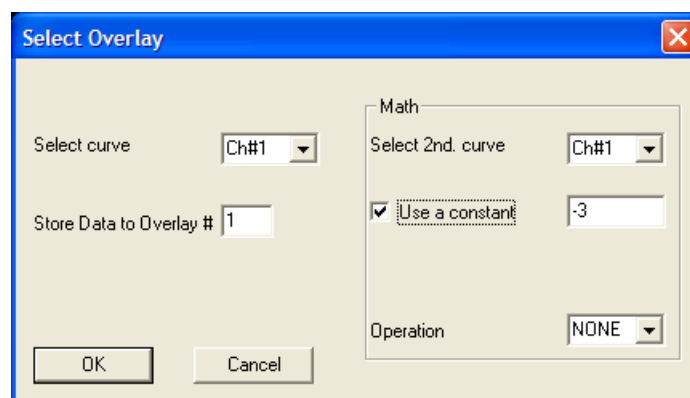 Select Overlay
Select curve
Ch#1
Store Data to Overlay #
1
OK
Cancel
Math
Select 2nd. curve
Ch#1
Use a constant
-3
Operation
NONE